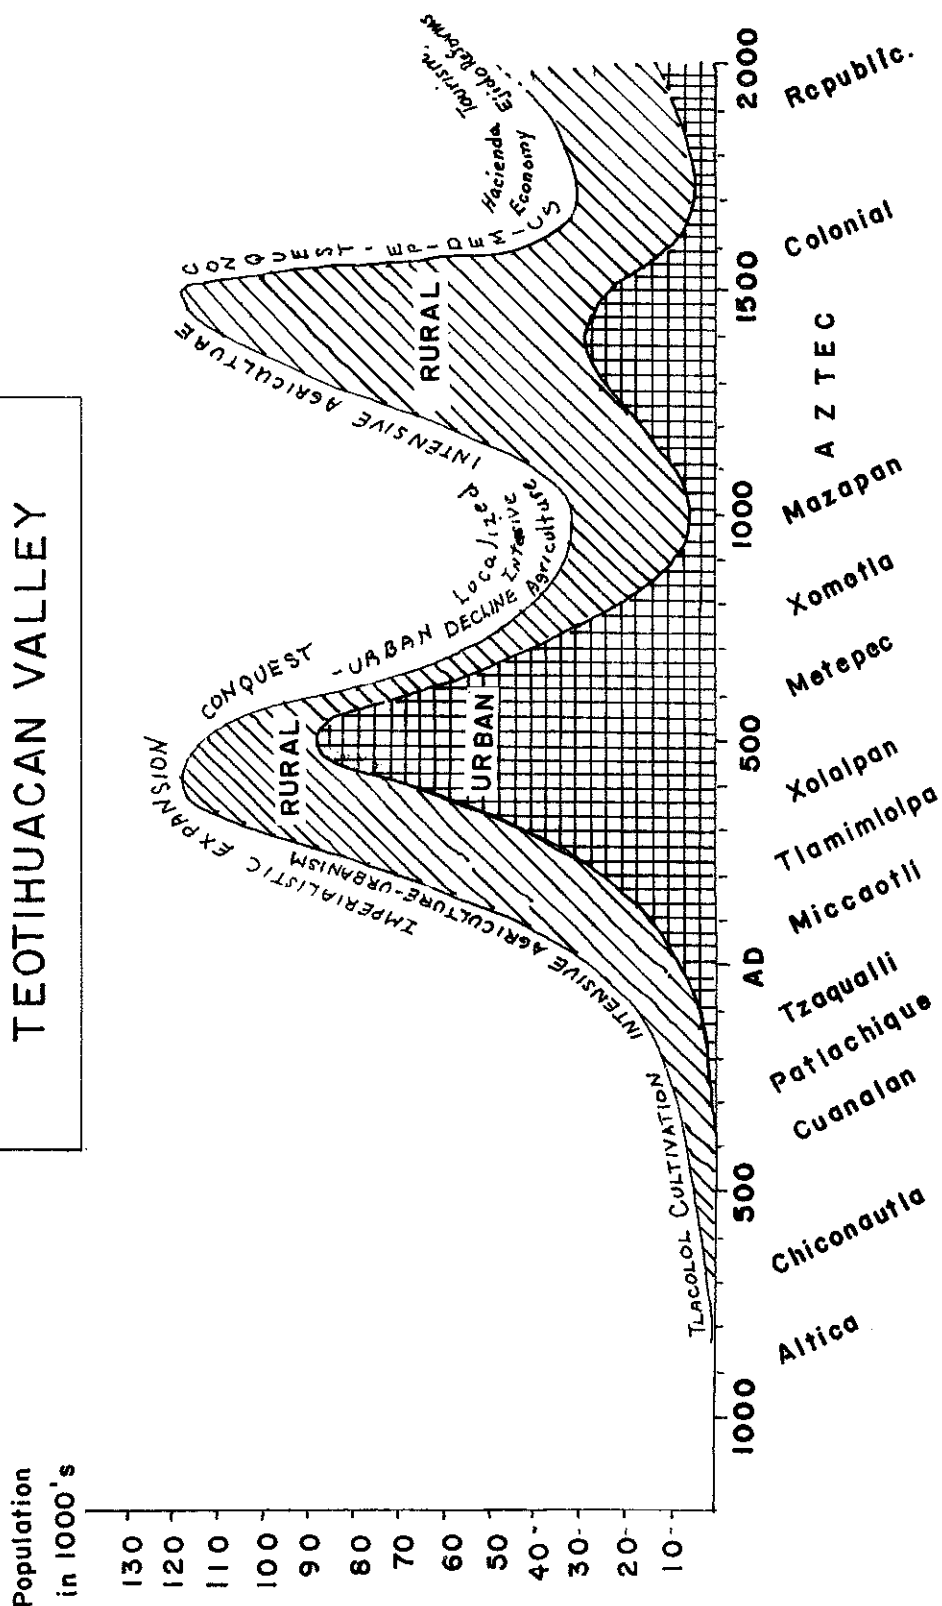 TEOTIHUACAN VALLEY
Population
in 1000's
130
120
110
100
90
80
70
60
50
40-
30-
20-
10-
TLACOLOL CULTIVATION
INTENSIVE AGRICULTURE-URBANISM
IMPERIALISTIC EXPANSION
CONQUEST
-URBAN DECLINE
Localized
Intensive
Agriculture
INTENSIVE AGRICULTURE
CONQUEST-EPIDEMICS
Hacienda
Economy
Tourism.
Ejido Reforms
RURAL
URBAN
RURAL
1000
500
AD
500
1000
1500
2000
Altica
Chiconautla
Cuanalan
Patlachique
Tzaqualli
Miccaotli
Tlamimlolpa
Xolalpan
Metepec
Xometla
Mazapan
AZTEC
Colonial
Republic.